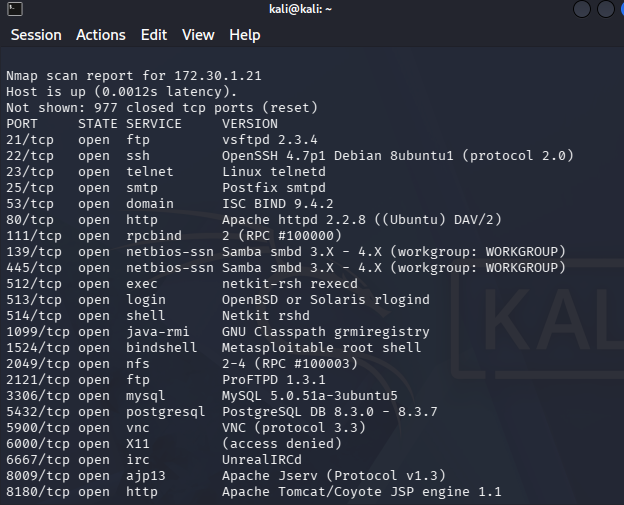 kali@kali: ~
Session Actions Edit View Help
Nmap scan report for 172.30.1.21
Host is up (0.0012s latency).
Not shown: 977 closed tcp ports (reset)
PORT     STATE SERVICE     VERSION
21/tcp   open  ftp         vsftpd 2.3.4
22/tcp   open  ssh         OpenSSH 4.7p1 Debian 8ubuntu1 (protocol 2.0)
23/tcp   open  telnet      Linux telnetd
25/tcp   open  smtp        Postfix smtpd
53/tcp   open  domain      ISC BIND 9.4.2
80/tcp   open  http        Apache httpd 2.2.8 ((Ubuntu) DAV/2)
111/tcp  open  rpcbind     2 (RPC #100000)
139/tcp  open  netbios-ssn Samba smbd 3.X - 4.X (workgroup: WORKGROUP)
445/tcp  open  netbios-ssn Samba smbd 3.X - 4.X (workgroup: WORKGROUP)
512/tcp  open  exec        netkit-rsh rexecd
513/tcp  open  login       OpenBSD or Solaris rlogind
514/tcp  open  shell       Netkit rshd
1099/tcp open  java-rmi    GNU Classpath grmiregistry
1524/tcp open  bindshell   Metasploitable root shell
2049/tcp open  nfs         2-4 (RPC #100003)
2121/tcp open  ftp         ProFTPD 1.3.1
3306/tcp open  mysql       MySQL 5.0.51a-3ubuntu5
5432/tcp open  postgresql  PostgreSQL DB 8.3.0 - 8.3.7
5900/tcp open  vnc         VNC (protocol 3.3)
6000/tcp open  X11         (access denied)
6667/tcp open  irc         UnrealIRCd
8009/tcp open  ajp13       Apache Jserv (Protocol v1.3)
8180/tcp open  http        Apache Tomcat/Coyote JSP engine 1.1
KAL